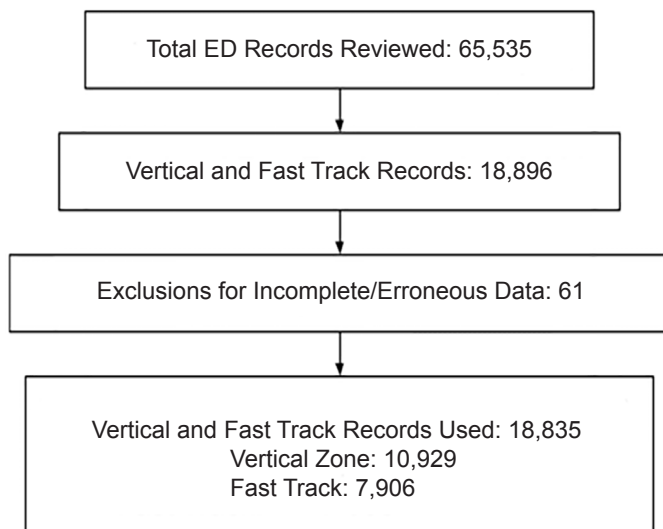 Total ED Records Reviewed: 65,535
Vertical and Fast Track Records: 18,896
Exclusions for Incomplete/Erroneous Data: 61
Vertical and Fast Track Records Used: 18,835
Vertical Zone: 10,929
Fast Track: 7,906